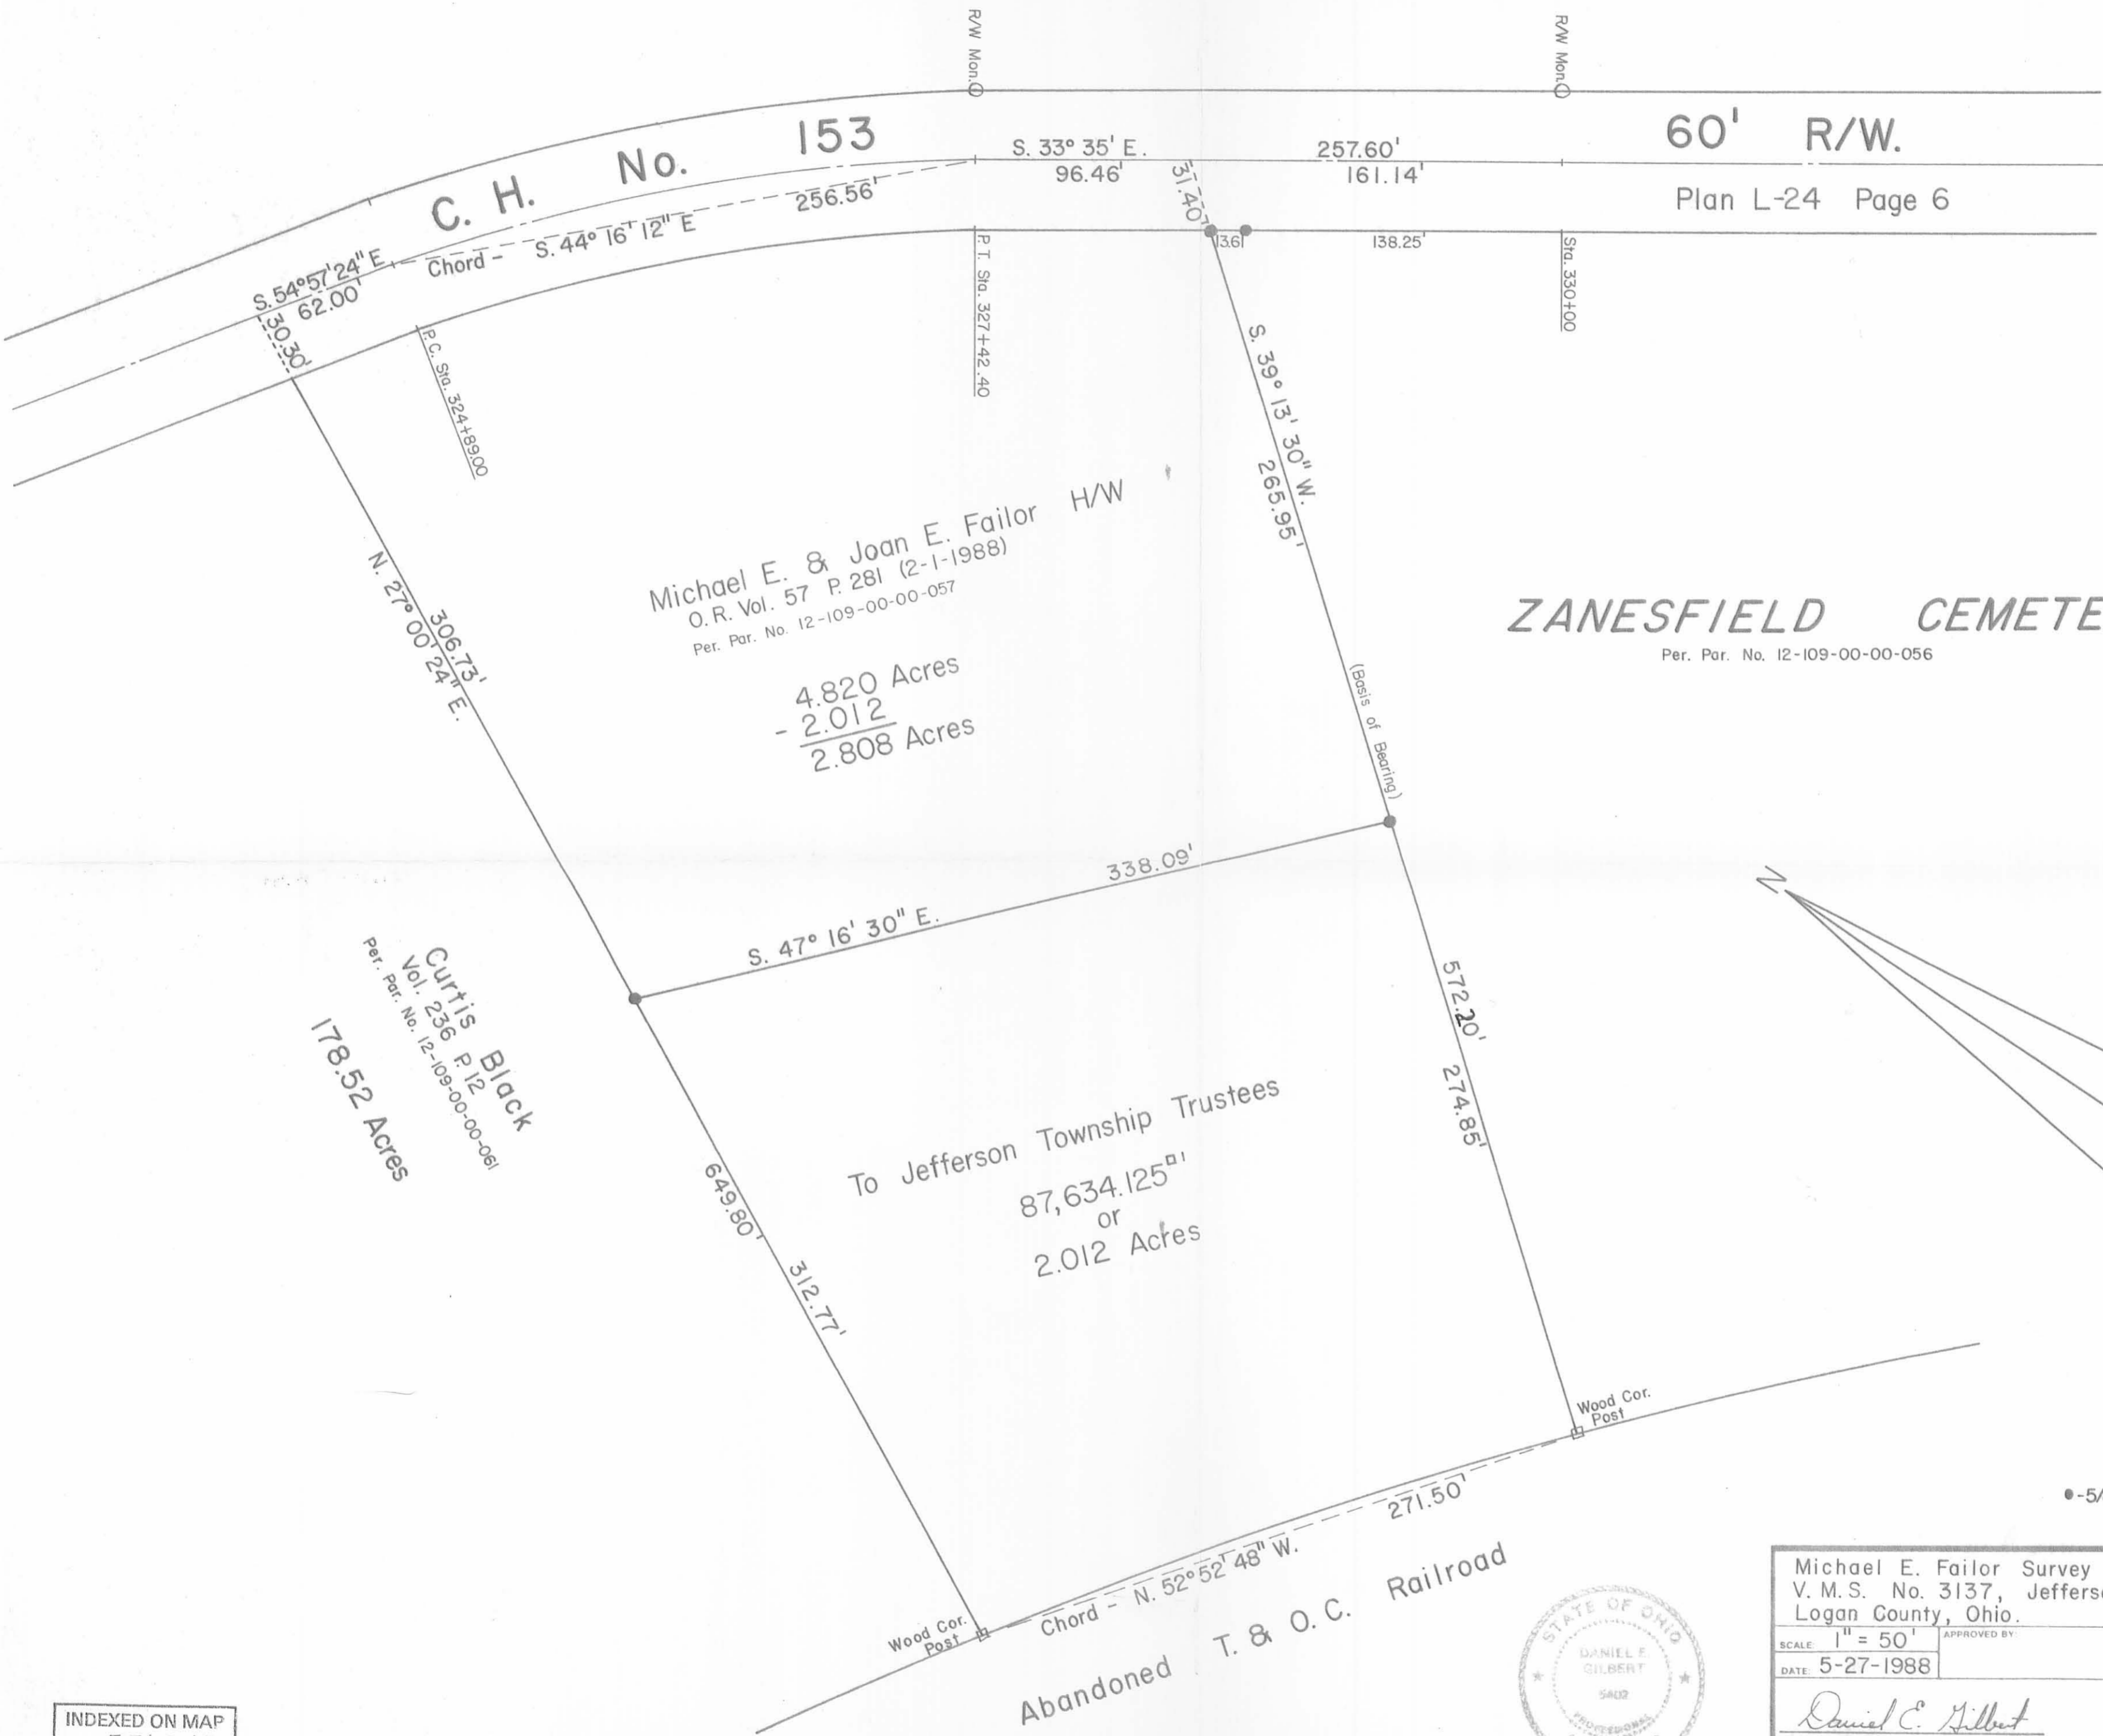 R/W Mon.
R/W Mon.
C. H. No. 153
60' R/W.
Plan L-24 Page 6
S. 33° 35' E.
257.60'
96.46'
161.14'
31.40'
13.61'
138.25'
256.56'
Chord - S. 44° 16' 12" E
S. 54° 57' 24" E
62.00'
30.30'
P.C. Sta. 324+89.00
P.T. Sta. 327+42.40
Sta. 330+00
S. 39° 13' 30" W.
265.95'
(Basis of Bearing)
Michael E. & Joan E. Failor H/W
O. R. Vol. 57 P. 281 (2-1-1988)
Per. Par. No. 12-109-00-00-057
4.820 Acres
- 2.012
2.808 Acres
ZANESFIELD CEMETE
Per. Par. No. 12-109-00-00-056
306.73'
N. 27° 00' 24" E.
338.09'
S. 47° 16' 30" E.
N
Curtis Black
Vol. 236 P. 12
Per. Par. No. 12-109-00-00-061
178.52 Acres
572.20'
274.85'
To Jefferson Township Trustees
87,634.125□'
or
2.012 Acres
649.80'
312.77'
Wood Cor.
Post
271.50'
Chord - N. 52° 52' 48" W.
Wood Cor.
Post
Abandoned T. & O. C. Railroad
●-5/
STATE OF OHIO
DANIEL E.
GILBERT
5402
PROFESSIONAL
Michael E. Failor Survey
V. M. S. No. 3137, Jeffers
Logan County, Ohio.
SCALE: 1" = 50'
APPROVED BY:
DATE: 5-27-1988
Daniel E. Gilbert
INDEXED ON MAP